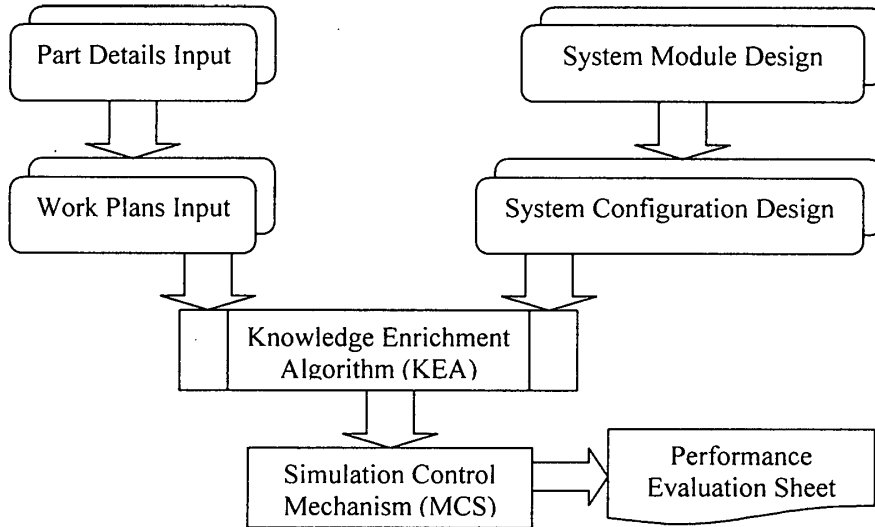 Part Details Input
System Module Design
Work Plans Input
System Configuration Design
Knowledge Enrichment
Algorithm (KEA)
Simulation Control
Mechanism (MCS)
Performance
Evaluation Sheet